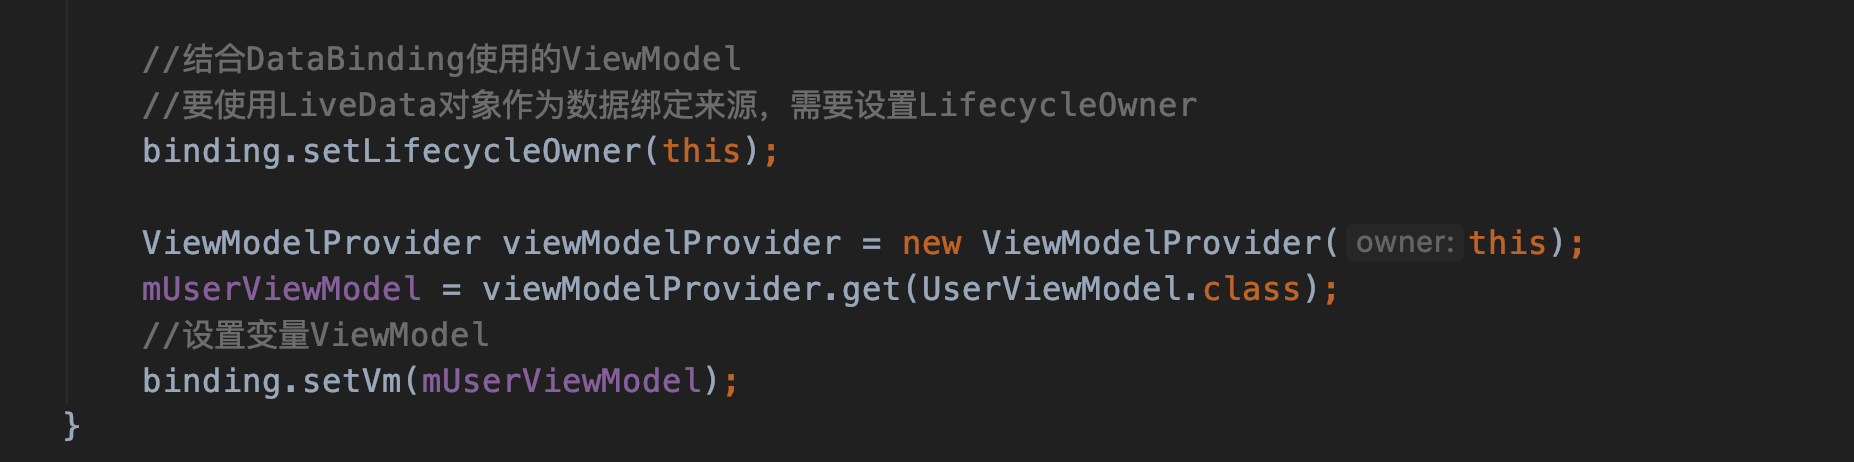 //结合DataBinding使用的ViewModel
//要使用LiveData对象作为数据绑定来源，需要设置LifecycleOwner
binding.setLifecycleOwner(this);
ViewModelProvider viewModelProvider = new ViewModelProvider( owner: this);
mUserViewModel = viewModelProvider.get(UserViewModel.class);
//设置变量ViewModel
binding.setVm(mUserViewModel);
}